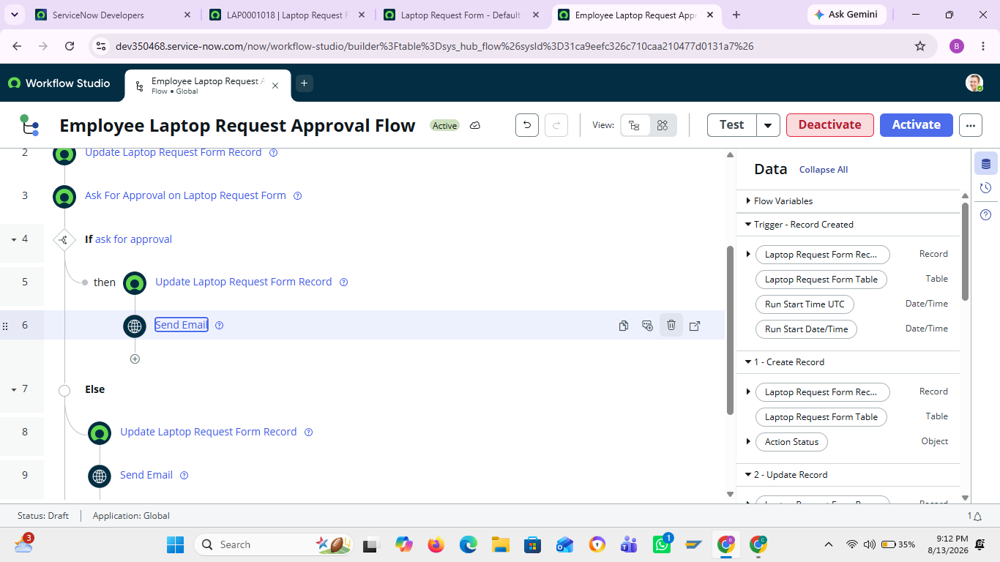 ServiceNow Developers
LAP0001018 | Laptop Request F
Laptop Request Form - Default
Employee Laptop Request Appr
Ask Gemini
dev350468.service-now.com/now/workflow-studio/builder%3Ftable%3Dsys_hub_flow%26sysId%3D31ca9eefc326c710caa210477d0131a7%26
B
Workflow Studio
Employee Laptop Request A
Flow • Global
Employee Laptop Request Approval Flow
Active
View:
Test
Deactivate
Activate
2
Update Laptop Request Form Record
3
Ask For Approval on Laptop Request Form
4
If ask for approval
5
then
Update Laptop Request Form Record
6
Send Email
7
Else
8
Update Laptop Request Form Record
9
Send Email
Data
Collapse All
Flow Variables
Trigger - Record Created
Laptop Request Form Rec...
Record
Laptop Request Form Table
Table
Run Start Time UTC
Date/Time
Run Start Date/Time
Date/Time
1 - Create Record
Laptop Request Form Rec...
Record
Laptop Request Form Table
Table
Action Status
Object
2 - Update Record
Status: Draft
Application: Global
1
3
Search
1
B
C
35%
9:12 PM
8/13/2026